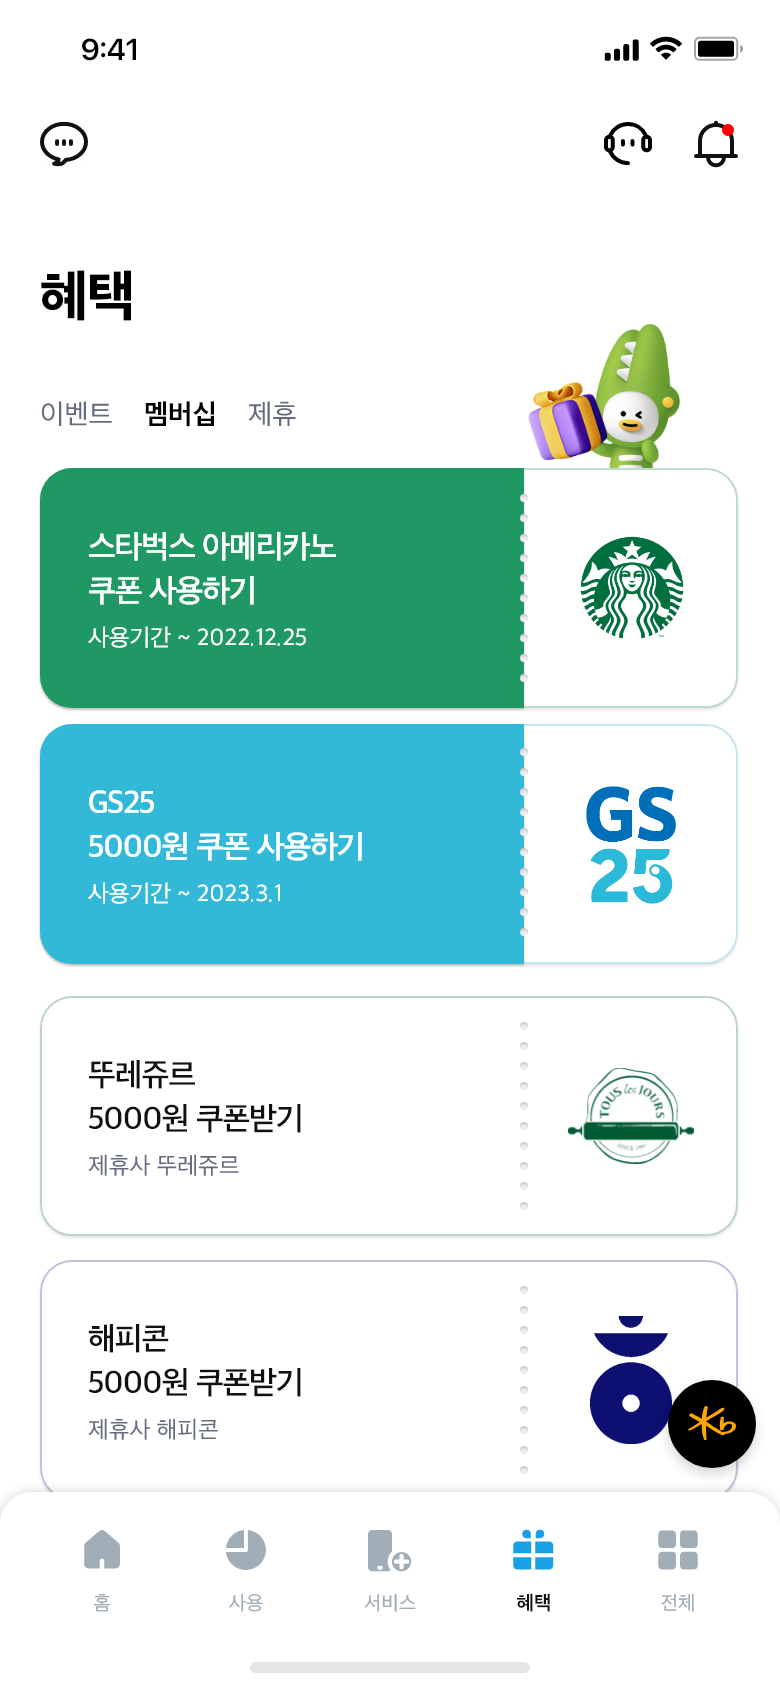 9:41
혜택
이벤트 멤버십 제휴
스타벅스 아메리카노
쿠폰 사용하기
사용기간 ~ 2022.12.25
GS25
5000원 쿠폰 사용하기
사용기간 ~ 2023.3.1
GS
25
뚜레쥬르
5000원 쿠폰받기
제휴사 뚜레쥬르
TOUS les JOURS
해피콘
5000원 쿠폰받기
제휴사 해피콘
Kb
홈 사용 서비스 혜택 전체